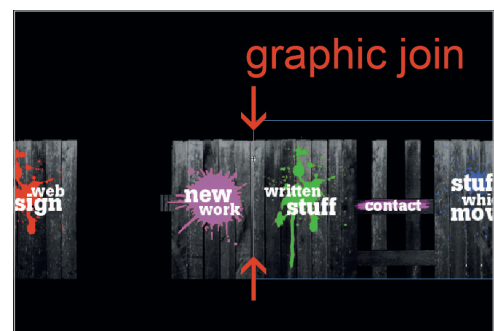 graphic join
web
sign
new
work
written
stuff
contact
stuf
whi
mov